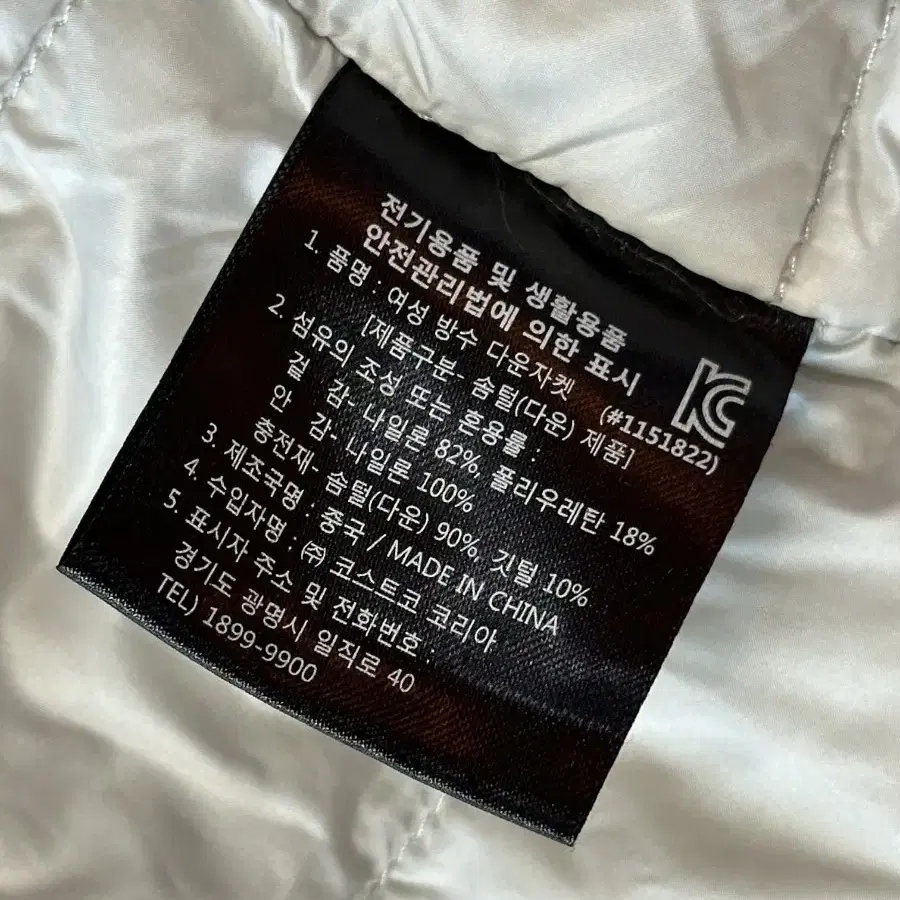 전기용품 및 생활용품
안전관리법에 의한 표시
KC
1. 품명 : 여성 방수 다운자켓 (#1151822)
[제품구분- 솜털(다운) 제품]
2. 섬유의 조성 또는 혼용률 :
겉 감- 나일론 82%, 폴리우레탄 18%
안 감- 나일론 100%
충전재- 솜털(다운) 90%, 깃털 10%
3. 제조국명 : 중국 / MADE IN CHINA
4. 수입자명 : ㈜ 코스트코 코리아
5. 표시자 주소 및 전화번호 :
경기도 광명시 일직로 40
TEL) 1899-9900